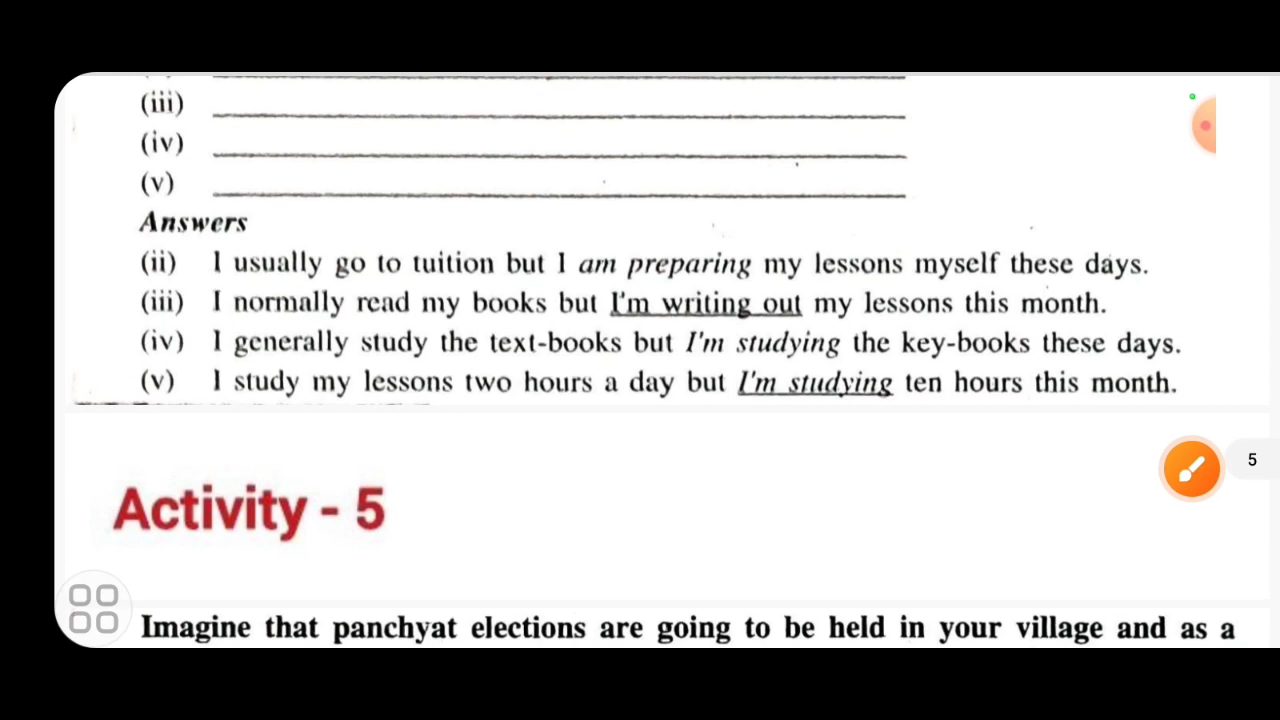 (iii)
(iv)
(v)
Answers
(ii) I usually go to tuition but I am preparing my lessons myself these days.
(iii) I normally read my books but I'm writing out my lessons this month.
(iv) I generally study the text-books but I'm studying the key-books these days.
(v) I study my lessons two hours a day but I'm studying ten hours this month.
5
Activity - 5
Imagine that panchyat elections are going to be held in your village and as a